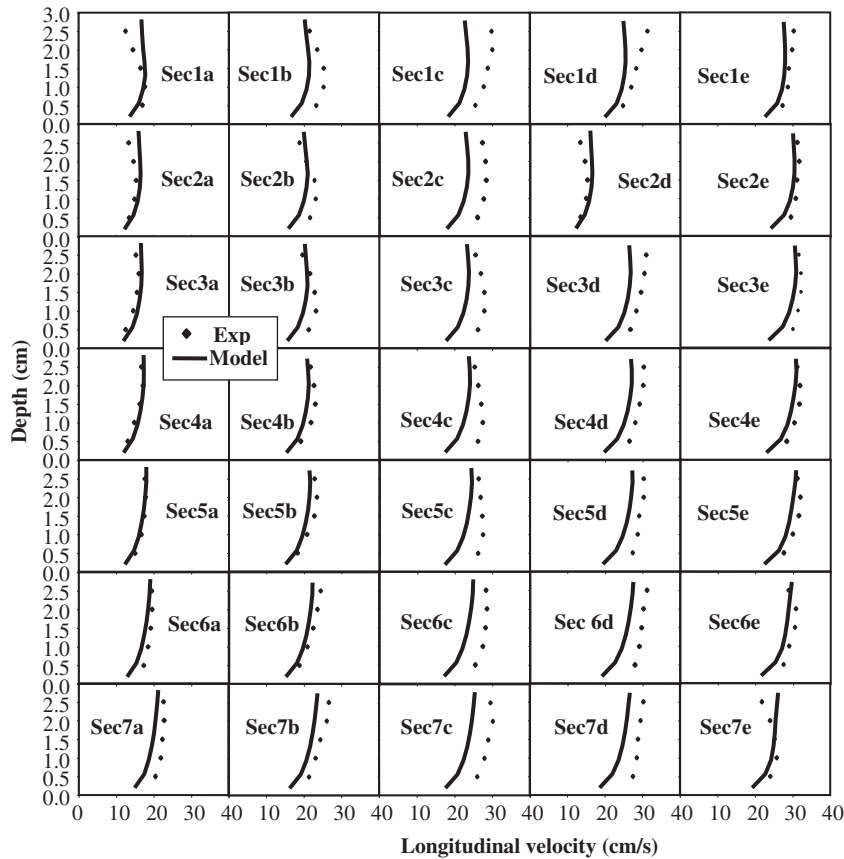 3.0
2.5
2.0
1.5
1.0
0.5
0.0
Sec1a
Sec1b
Sec1c
Sec1d
Sec1e
2.5
2.0
1.5
1.0
0.5
0.0
Sec2a
Sec2b
Sec2c
Sec2d
Sec2e
2.5
2.0
1.5
1.0
0.5
0.0
Sec3a
Sec3b
Sec3c
Sec3d
Sec3e
Exp
Model
Depth (cm)
2.5
2.0
1.5
1.0
0.5
0.0
Sec4a
Sec4b
Sec4c
Sec4d
Sec4e
2.5
2.0
1.5
1.0
0.5
0.0
Sec5a
Sec5b
Sec5c
Sec5d
Sec5e
2.5
2.0
1.5
1.0
0.5
0.0
Sec6a
Sec6b
Sec6c
Sec 6d
Sec6e
2.5
2.0
1.5
1.0
0.5
0.0
Sec7a
Sec7b
Sec7c
Sec7d
Sec7e
0 10 20 30 40 10 20 30 40 10 20 30 40 10 20 30 40 10 20 30 40
Longitudinal velocity (cm/s)